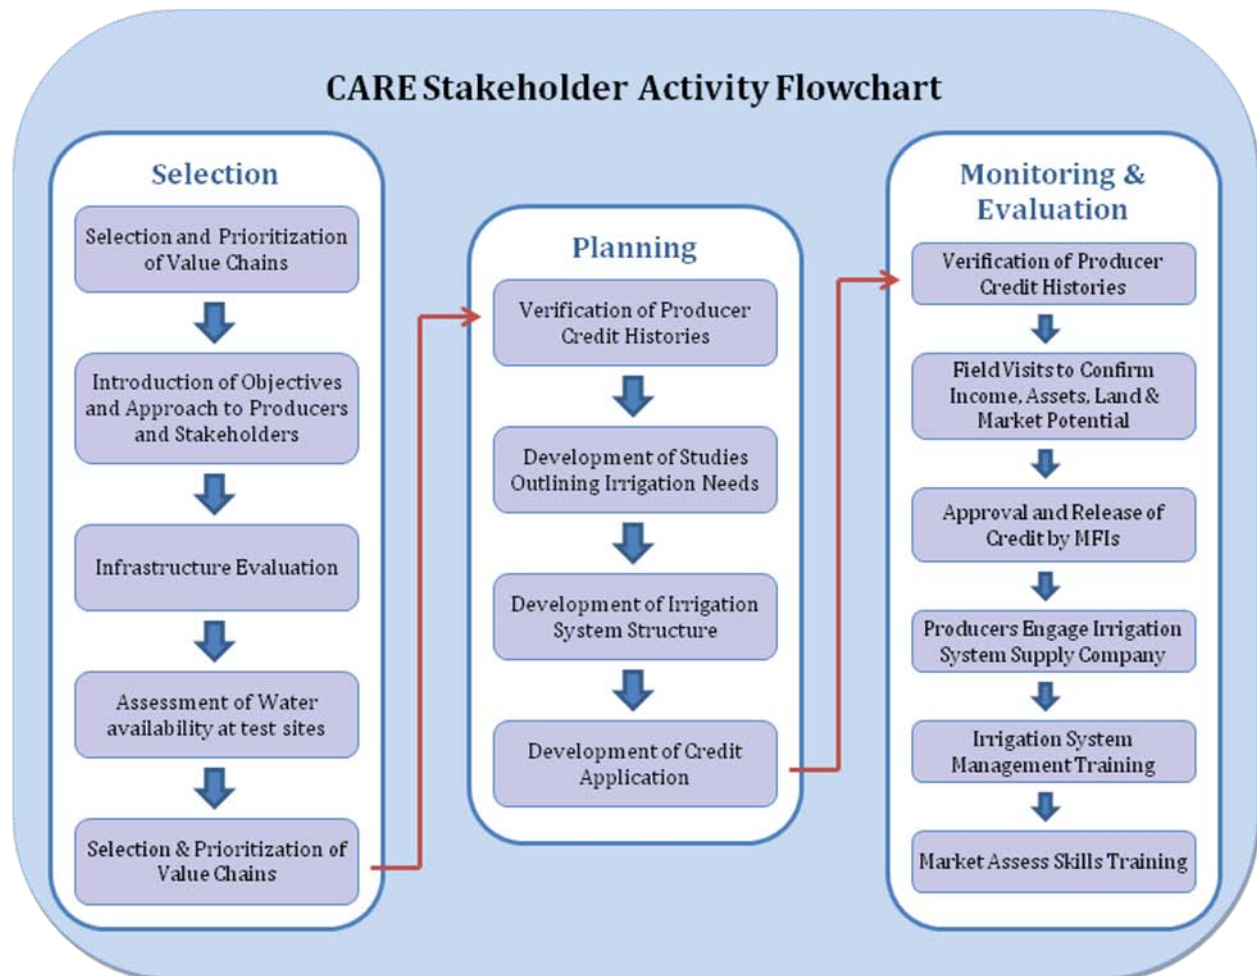 CARE Stakeholder Activity Flowchart
Selection
Selection and Prioritization
of Value Chains
Introduction of Objectives
and Approach to Producers
and Stakeholders
Infrastructure Evaluation
Assessment of Water
availability at test sites
Selection & Prioritization of
Value Chains
Planning
Verification of Producer
Credit Histories
Development of Studies
Outlining Irrigation Needs
Development of Irrigation
System Structure
Development of Credit
Application
Monitoring &
Evaluation
Verification of Producer
Credit Histories
Field Visits to Confirm
Income, Assets, Land &
Market Potential
Approval and Release of
Credit by MFIs
Producers Engage Irrigation
System Supply Company
Irrigation System
Management Training
Market Assess Skills Training